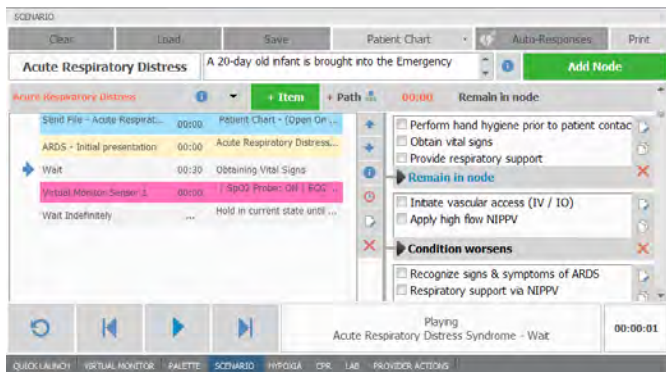 SCENARIO
Clear
Load
Save
Patient Chart
Auto-Responses
Print
Acute Respiratory Distress
A 20-day old infant is brought into the Emergency
Add Node
Acute Respiratory Distress
+ Item
+ Path
00:00
Remain in node
Send File - Acute Respirat... 00:00 Patient Chart - (Open On ...
ARDS - Initial presentation 00:00 Acute Respiratory Distress...
Wait 00:30 Obtaining Vital Signs
Virtual Monitor Sensor 1 00:00 | SpO2 Probe: Off | ECG ...
Wait Indefinitely ... Hold in current state until ...
Perform hand hygiene prior to patient contac
Obtain vital signs
Provide respiratory support
Remain in node
Initiate vascular access (IV / IO)
Apply high flow NIPPV
Condition worsens
Recognize signs & symptoms of ARDS
Respiratory support via NIPPV
Playing
Acute Respiratory Distress Syndrome - Wait
00:00:01
QUICK LAUNCH VIRTUAL MONITOR PALETTE SCENARIO HYPOXIA CPR LAB PROVIDER ACTIONS